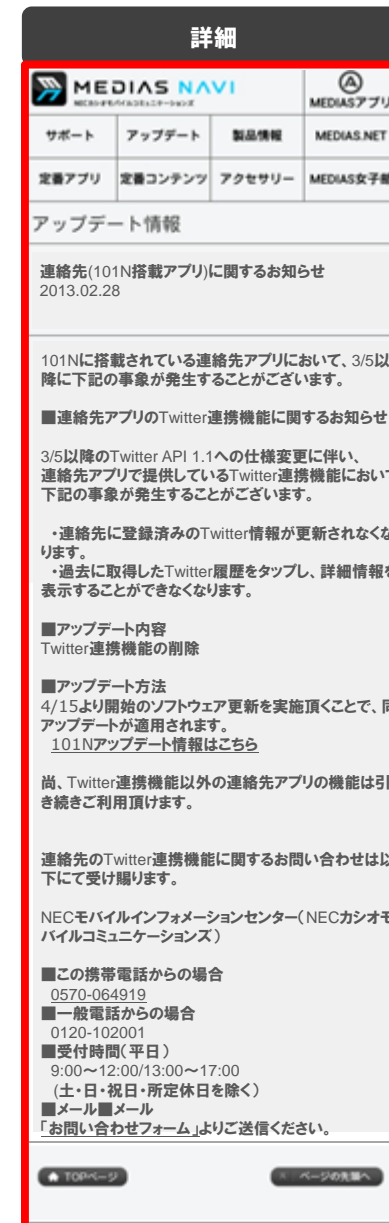 詳細
MEDIAS NAVI
MEDIASアプリ
サポート アップデート 製品情報 MEDIAS.NET
定番アプリ 定番コンテンツ アクセサリー MEDIAS女子部
アップデート情報
連絡先(101N搭載アプリ)に関するお知らせ
2013.02.28
101Nに搭載されている連絡先アプリにおいて、3/5以
降に下記の事象が発生することがございます。
■連絡先アプリのTwitter連携機能に関するお知らせ
3/5以降のTwitter API 1.1への仕様変更に伴い、
連絡先アプリで提供しているTwitter連携機能において
下記の事象が発生することがございます。
・連絡先に登録済みのTwitter情報が更新されなくな
ります。
・過去に取得したTwitter履歴をタップし、詳細情報を
表示することができなくなります。
■アップデート内容
Twitter連携機能の削除
■アップデート方法
4/15より開始のソフトウェア更新を実施頂くことで、同
アップデートが適用されます。
101Nアップデート情報はこちら
尚、Twitter連携機能以外の連絡先アプリの機能は引
き続きご利用頂けます。
連絡先のTwitter連携機能に関するお問い合わせは以
下にて受け賜ります。
NECモバイルインフォメーションセンター(NECカシオモ
バイルコミュニケーションズ)
■この携帯電話からの場合
0570-064919
■一般電話からの場合
0120-102001
■受付時間(平日)
9:00～12:00/13:00～17:00
(土・日・祝日・所定休日を除く)
■メール■メール
「お問い合わせフォーム」よりご送信ください。
TOPページ ページの先頭へ